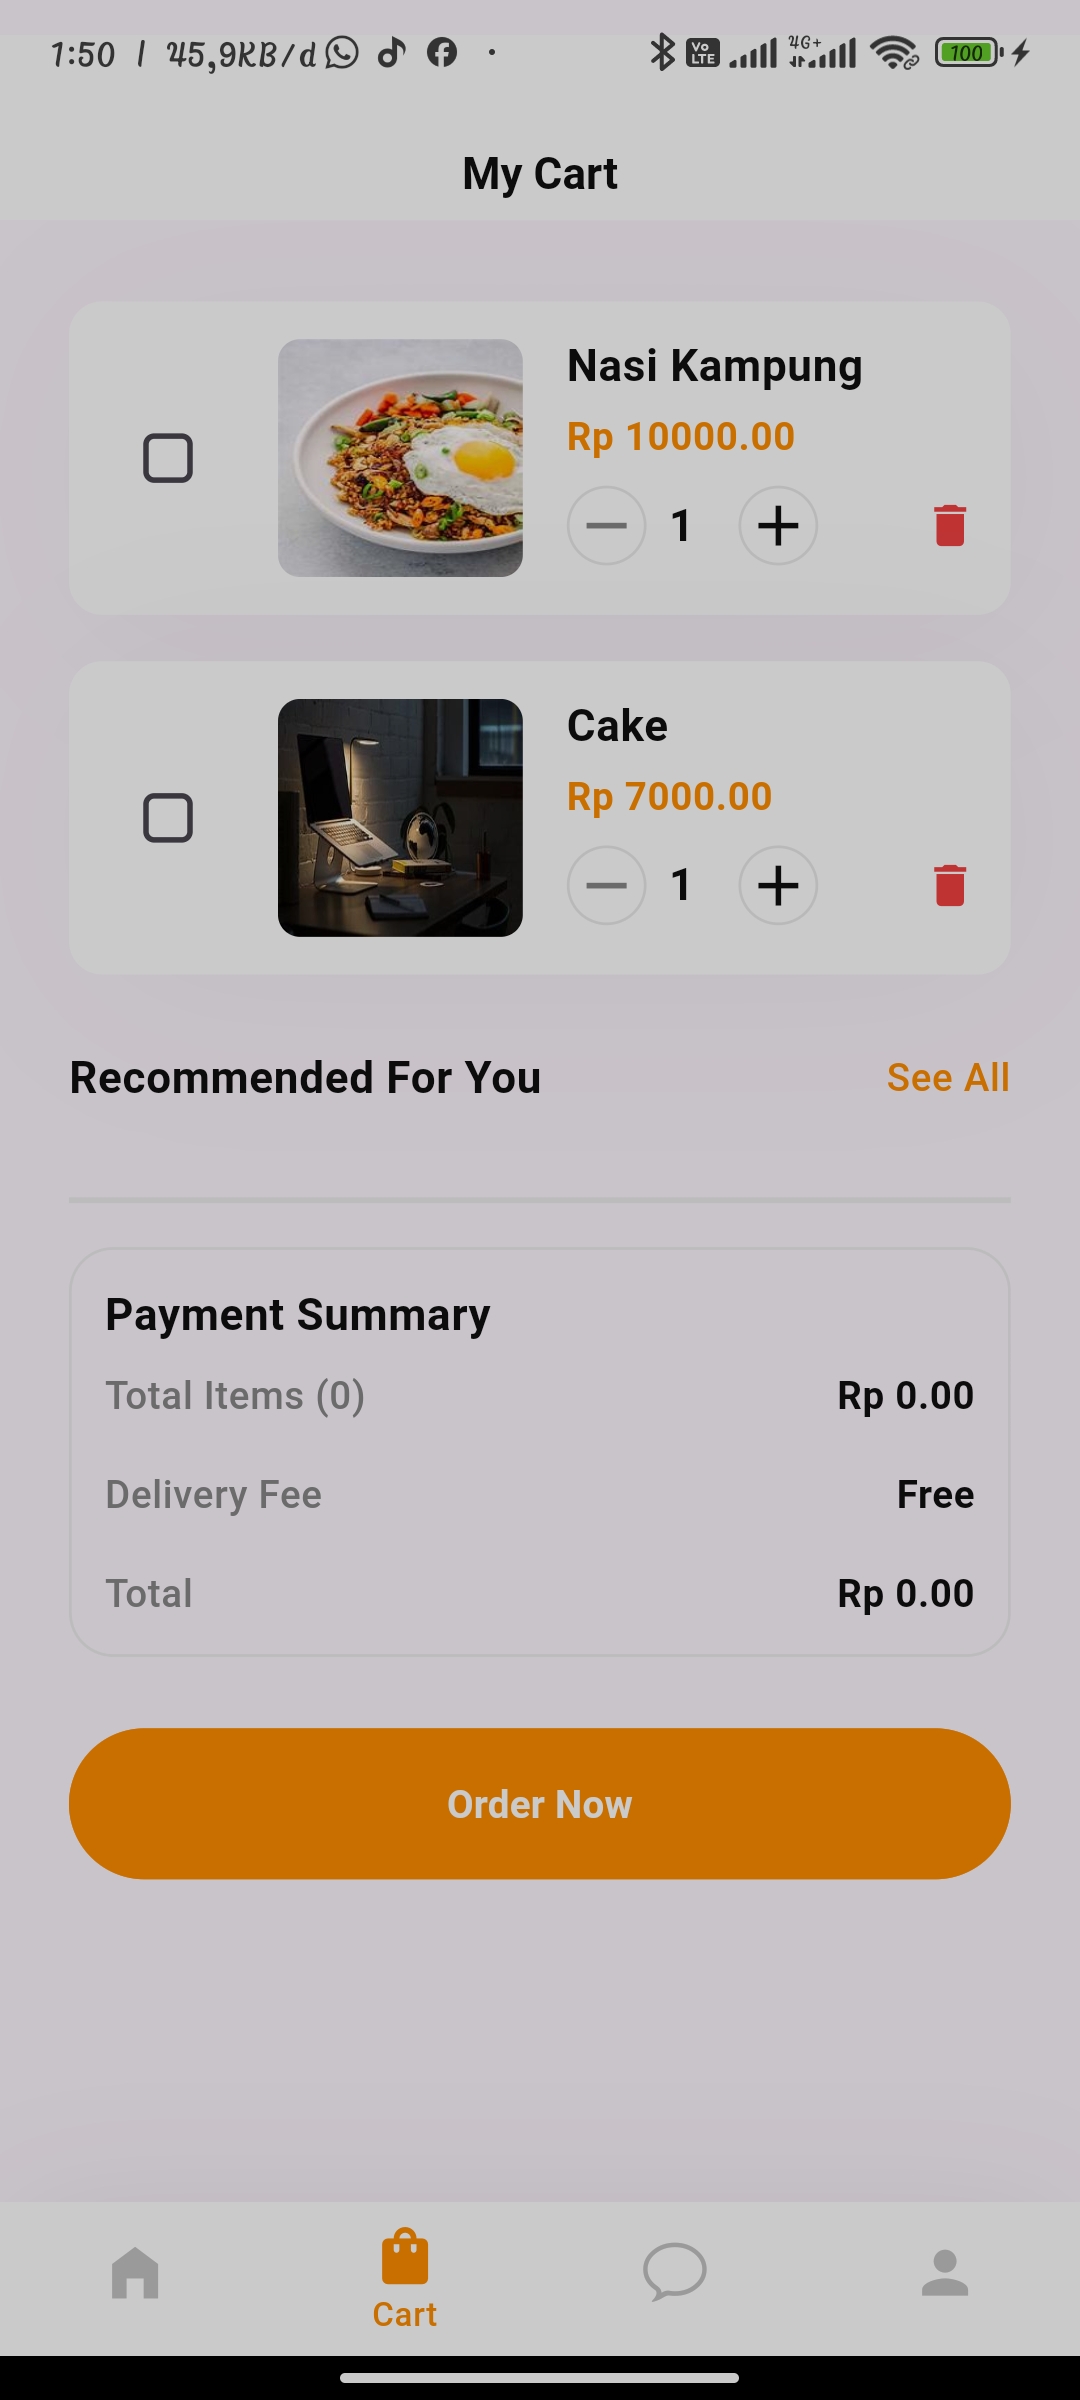 1:50 | 45,9KB/d
Vo LTE 4G+ 100
My Cart
Nasi Kampung
Rp 10000.00
1
Cake
Rp 7000.00
1
Recommended For You See All
Payment Summary
Total Items (0) Rp 0.00
Delivery Fee Free
Total Rp 0.00
Order Now
Cart